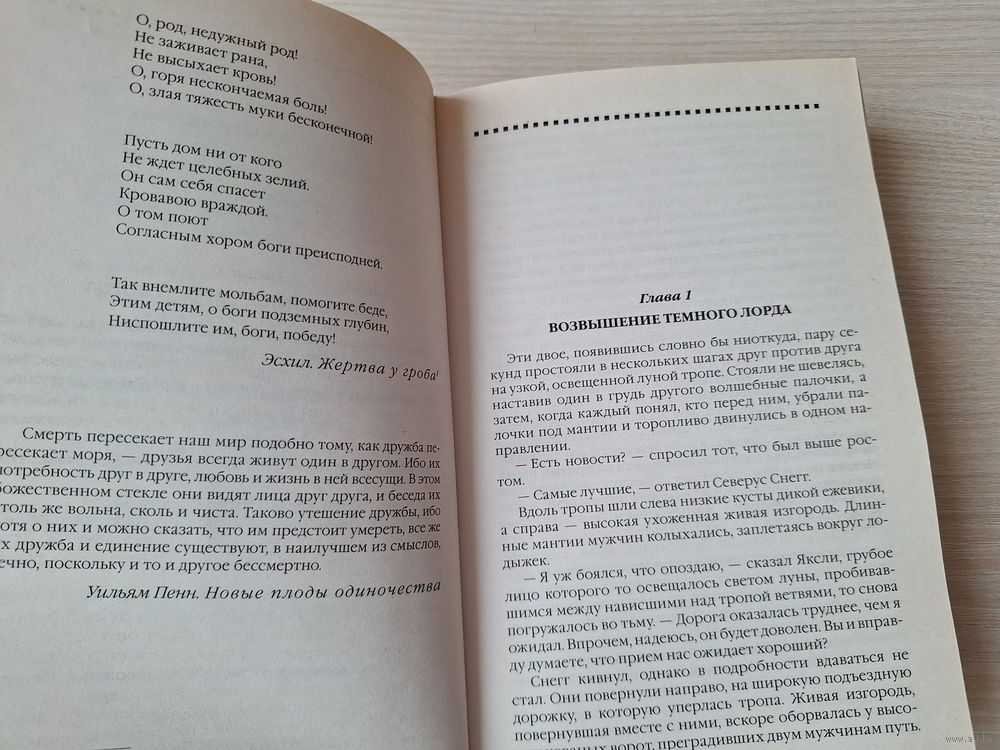 О, род, недужный род!
Не заживает рана,
Не высыхает кровь!
О, горя нескончаемая боль!
О, злая тяжесть муки бесконечной!
Пусть дом ни от кого
Не ждет целебных зелий.
Он сам себя спасет
Кровавою враждой.
О том поют
Согласным хором боги преисподней.
Так внемлите мольбам, помогите беде,
Этим детям, о боги подземных глубин,
Ниспошлите им, боги, победу!
Эсхил. Жертва у гроба¹
Смерть пересекает наш мир подобно тому, как дружба пе-
ресекает моря, — друзья всегда живут один в другом. Ибо их
потребность друг в друге, любовь и жизнь в ней всесущи. В этом
божественном стекле они видят лица друг друга, и беседа их
столь же вольна, сколь и чиста. Таково утешение дружбы, ибо
хотя о них и можно сказать, что им предстоит умереть, все же
их дружба и единение существуют, в наилучшем из смыслов,
вечно, поскольку и то и другое бессмертно.
Уильям Пенн. Новые плоды одиночества
Глава 1
ВОЗВЫШЕНИЕ ТЕМНОГО ЛОРДА
Эти двое, появившись словно бы ниоткуда, пару се-
кунд простояли в нескольких шагах друг против друга
на узкой, освещенной луной тропе. Стояли не шевелясь,
наставив один в грудь другого волшебные палочки, а
затем, когда каждый понял, кто перед ним, убрали па-
лочки под мантии и торопливо двинулись в одном на-
правлении.
— Есть новости? — спросил тот, что был выше рос-
том.
— Самые лучшие, — ответил Северус Снегг.
Вдоль тропы шли слева низкие кусты дикой ежевики,
а справа — высокая ухоженная живая изгородь. Длин-
ные мантии мужчин колыхались, заплетаясь вокруг ло-
дыжек.
— Я уж боялся, что опоздаю, — сказал Яксли, грубое
лицо которого то освещалось светом луны, пробивав-
шимся между нависшими над тропой ветвями, то снова
погружалось во тьму. — Дорога оказалась труднее, чем я
ожидал. Впрочем, надеюсь, он будет доволен. Вы и вправ-
ду думаете, что прием нас ожидает хороший?
Снегг кивнул, однако в подробности вдаваться не
стал. Они повернули направо, на широкую подъездную
дорожку, в которую уперлась тропа. Живая изгородь,
повернувшая вместе с ними, вскоре оборвалась у высо-
ворот, преградивших двум мужчинам путь.